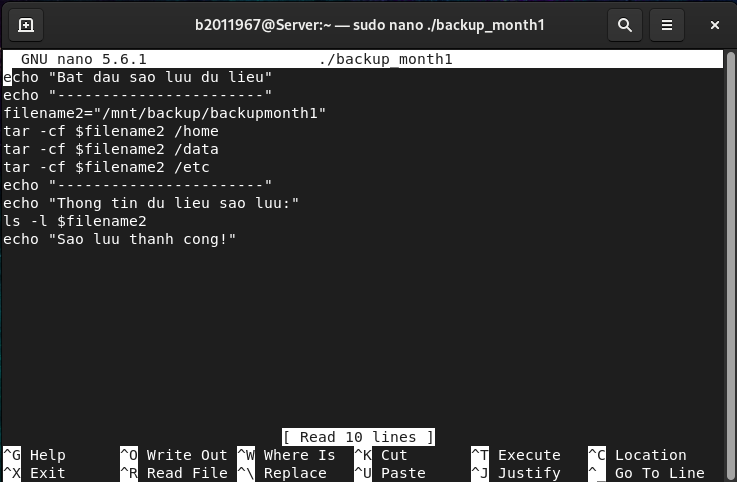 b2011967@Server:~ — sudo nano ./backup_month1
GNU nano 5.6.1 ./backup_month1
echo "Bat dau sao luu du lieu"
echo "-----------------------"
filename2="/mnt/backup/backupmonth1"
tar -cf $filename2 /home
tar -cf $filename2 /data
tar -cf $filename2 /etc
echo "-----------------------"
echo "Thong tin du lieu sao luu:"
ls -l $filename2
echo "Sao luu thanh cong!"
[ Read 10 lines ]
^G Help ^O Write Out ^W Where Is ^K Cut ^T Execute ^C Location
^X Exit ^R Read File ^\ Replace ^U Paste ^J Justify ^_ Go To Line